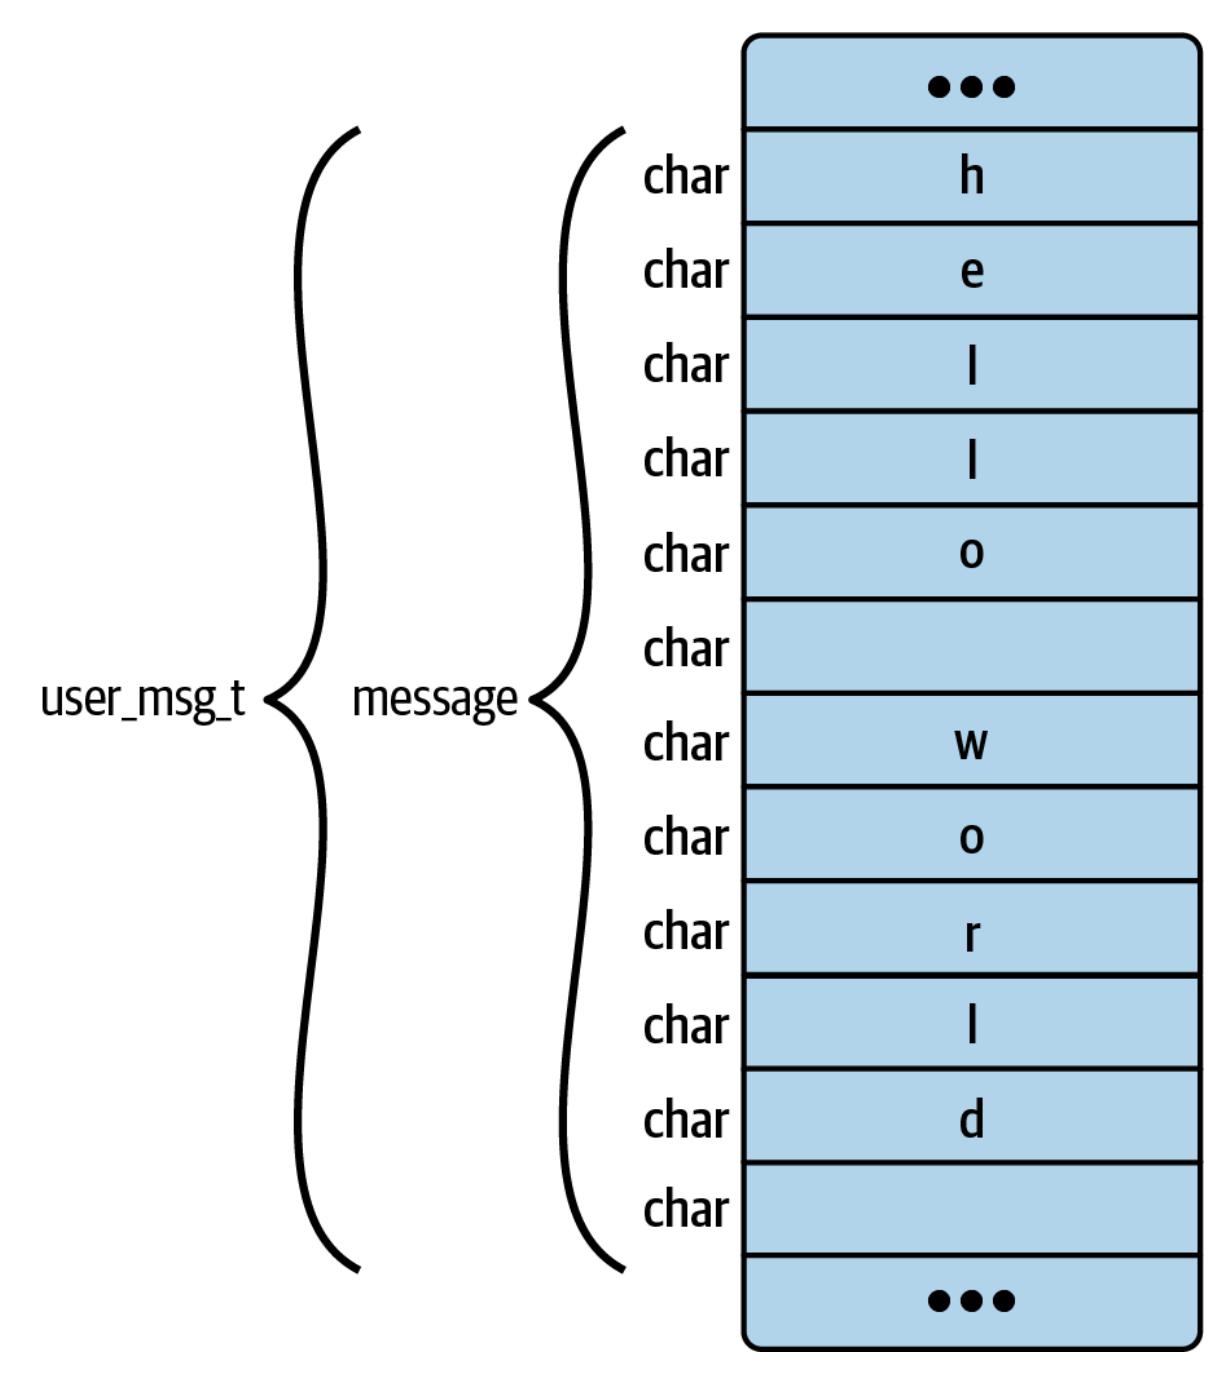 •••
char h
char e
char l
char l
char o
char
user_msg_t message
char w
char o
char r
char l
char d
char
•••